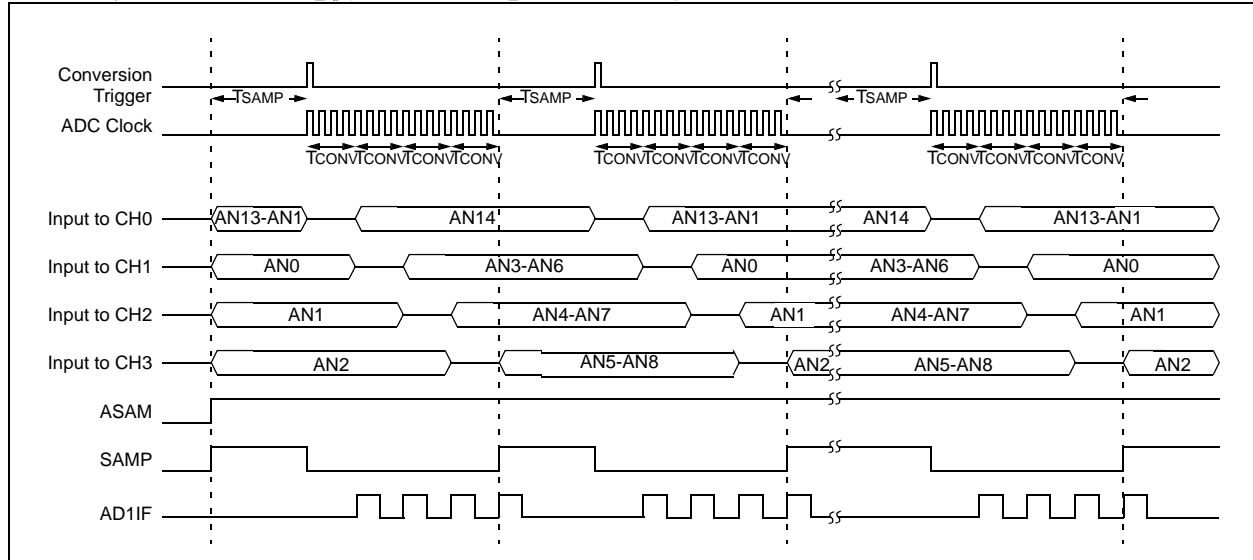 Conversion
Trigger
TSAMP
TSAMP
TSAMP
ADC Clock
TCONV TCONV TCONV TCONV
TCONV TCONV TCONV TCONV
TCONV TCONV TCONV TCONV
Input to CH0
AN13-AN1
AN14
AN13-AN1
AN14
AN13-AN1
Input to CH1
AN0
AN3-AN6
AN0
AN3-AN6
AN0
Input to CH2
AN1
AN4-AN7
AN1
AN4-AN7
AN1
Input to CH3
AN2
AN5-AN8
AN2
AN5-AN8
AN2
ASAM
SAMP
AD1IF